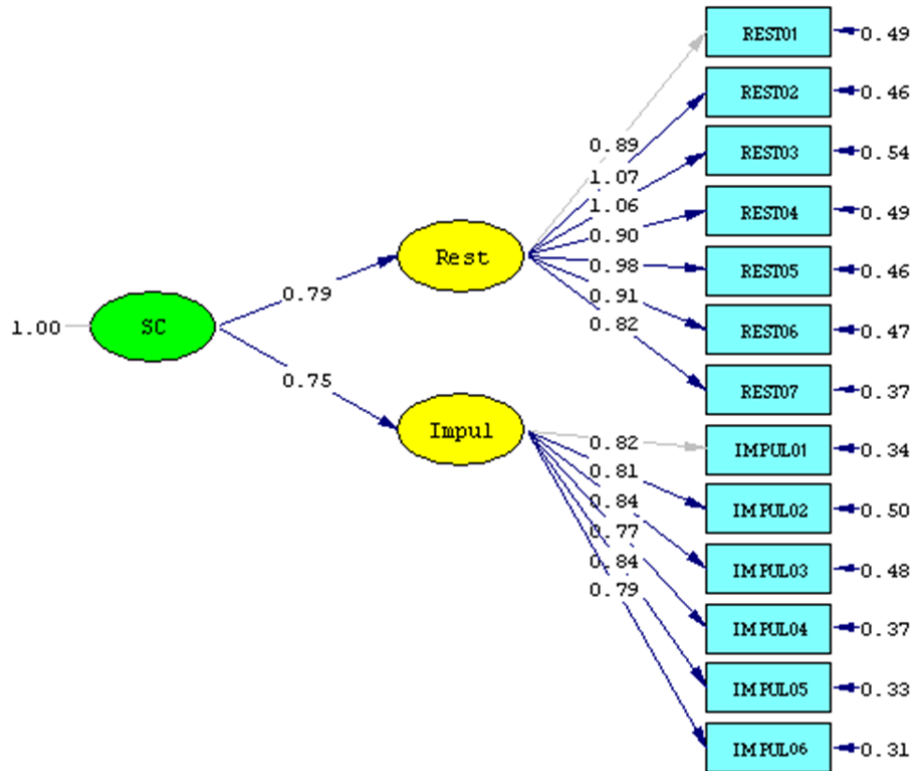 REST01
0.49
REST02
0.46
REST03
0.54
REST04
0.49
REST05
0.46
REST06
0.47
REST07
0.37
IMPUL01
0.34
IMPUL02
0.50
IMPUL03
0.48
IMPUL04
0.37
IMPUL05
0.33
IMPUL06
0.31
0.89
1.07
1.06
0.90
0.98
0.91
0.82
Rest
0.79
1.00
SC
0.75
Impul
0.82
0.81
0.84
0.77
0.84
0.79